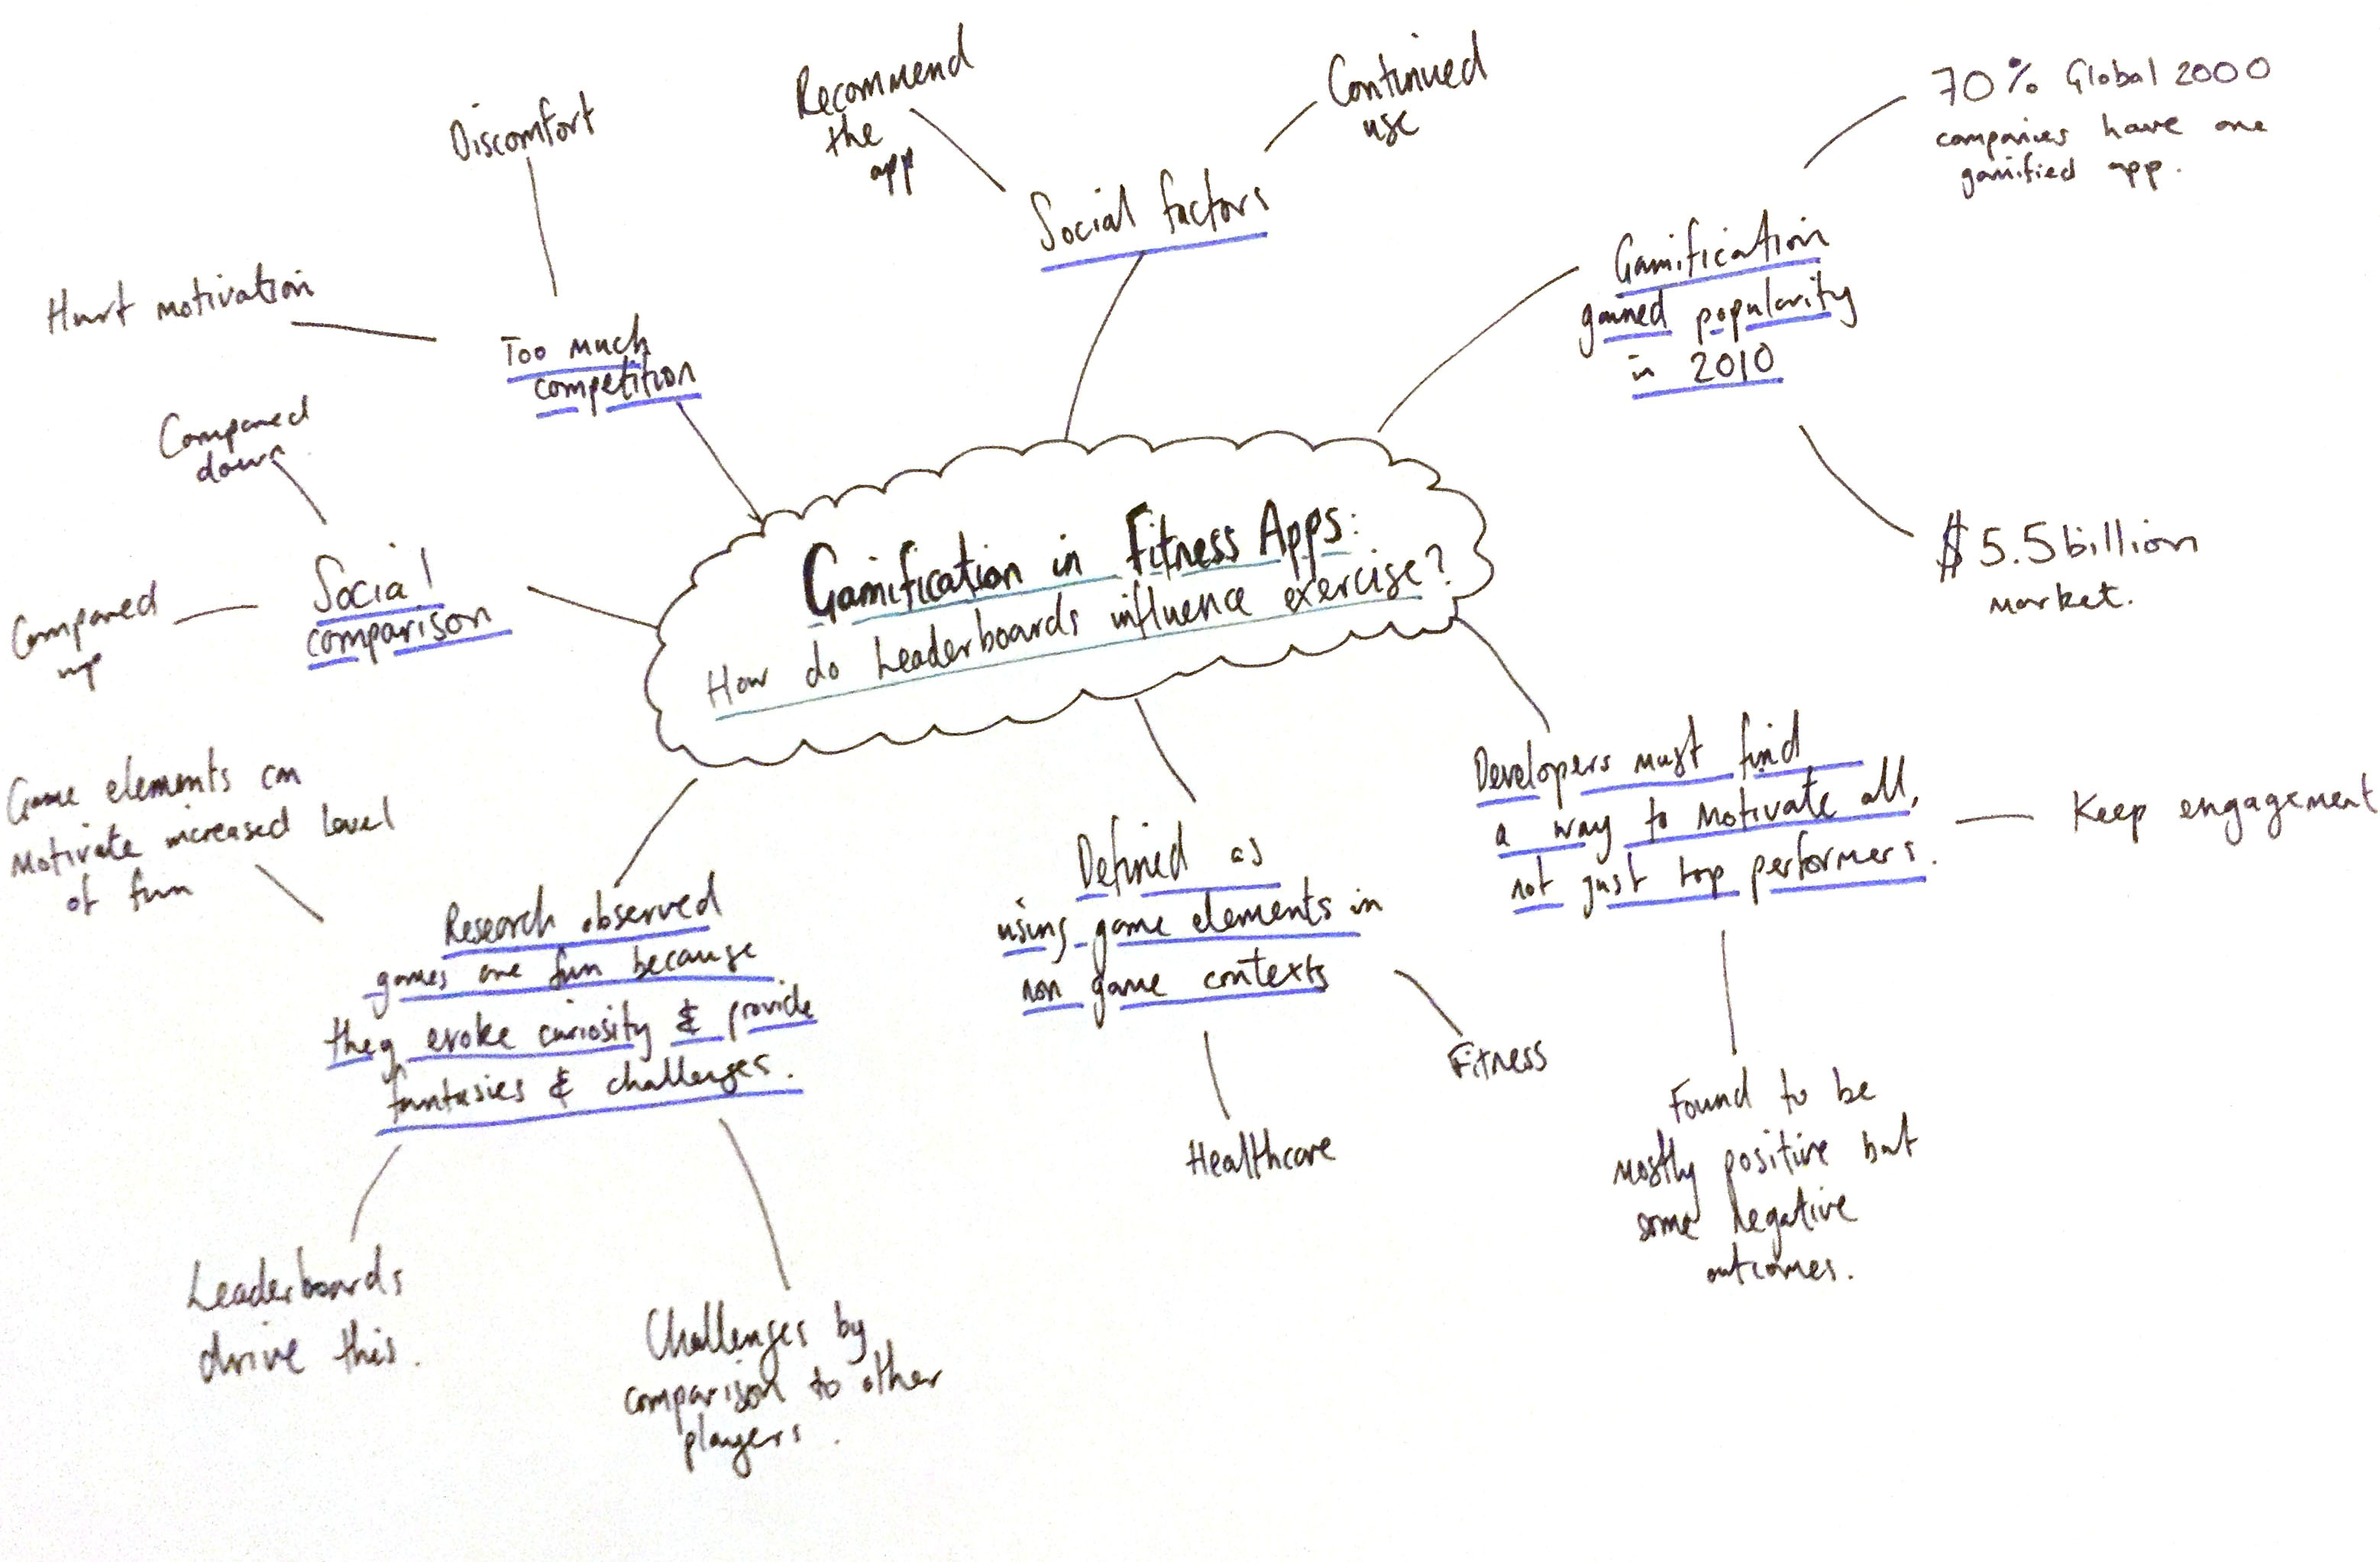 Gamification in Fitness Apps:
How do Leaderboards influence exercise?
Social factors
Recommend
the
app
Continued
use
Gamification
gained popularity
in 2010
70% Global 2000
companies have one
gamified app.
$5.5 billion
market.
Developers must find
a way to motivate all,
not just top performers.
Keep engagement
Found to be
mostly positive but
some negative
outcomes.
Defined as
using game elements in
non game contexts
Fitness
Healthcare
Research observed
games are fun because
they evoke curiosity & provide
fantasies & challenges.
Challenges by
comparison to other
players.
Leaderboards
drive this.
Game elements can
motivate increased level
of fun
Social
comparison
Compared
up
Compared
down
Too much
competition
Hurt motivation
Discomfort